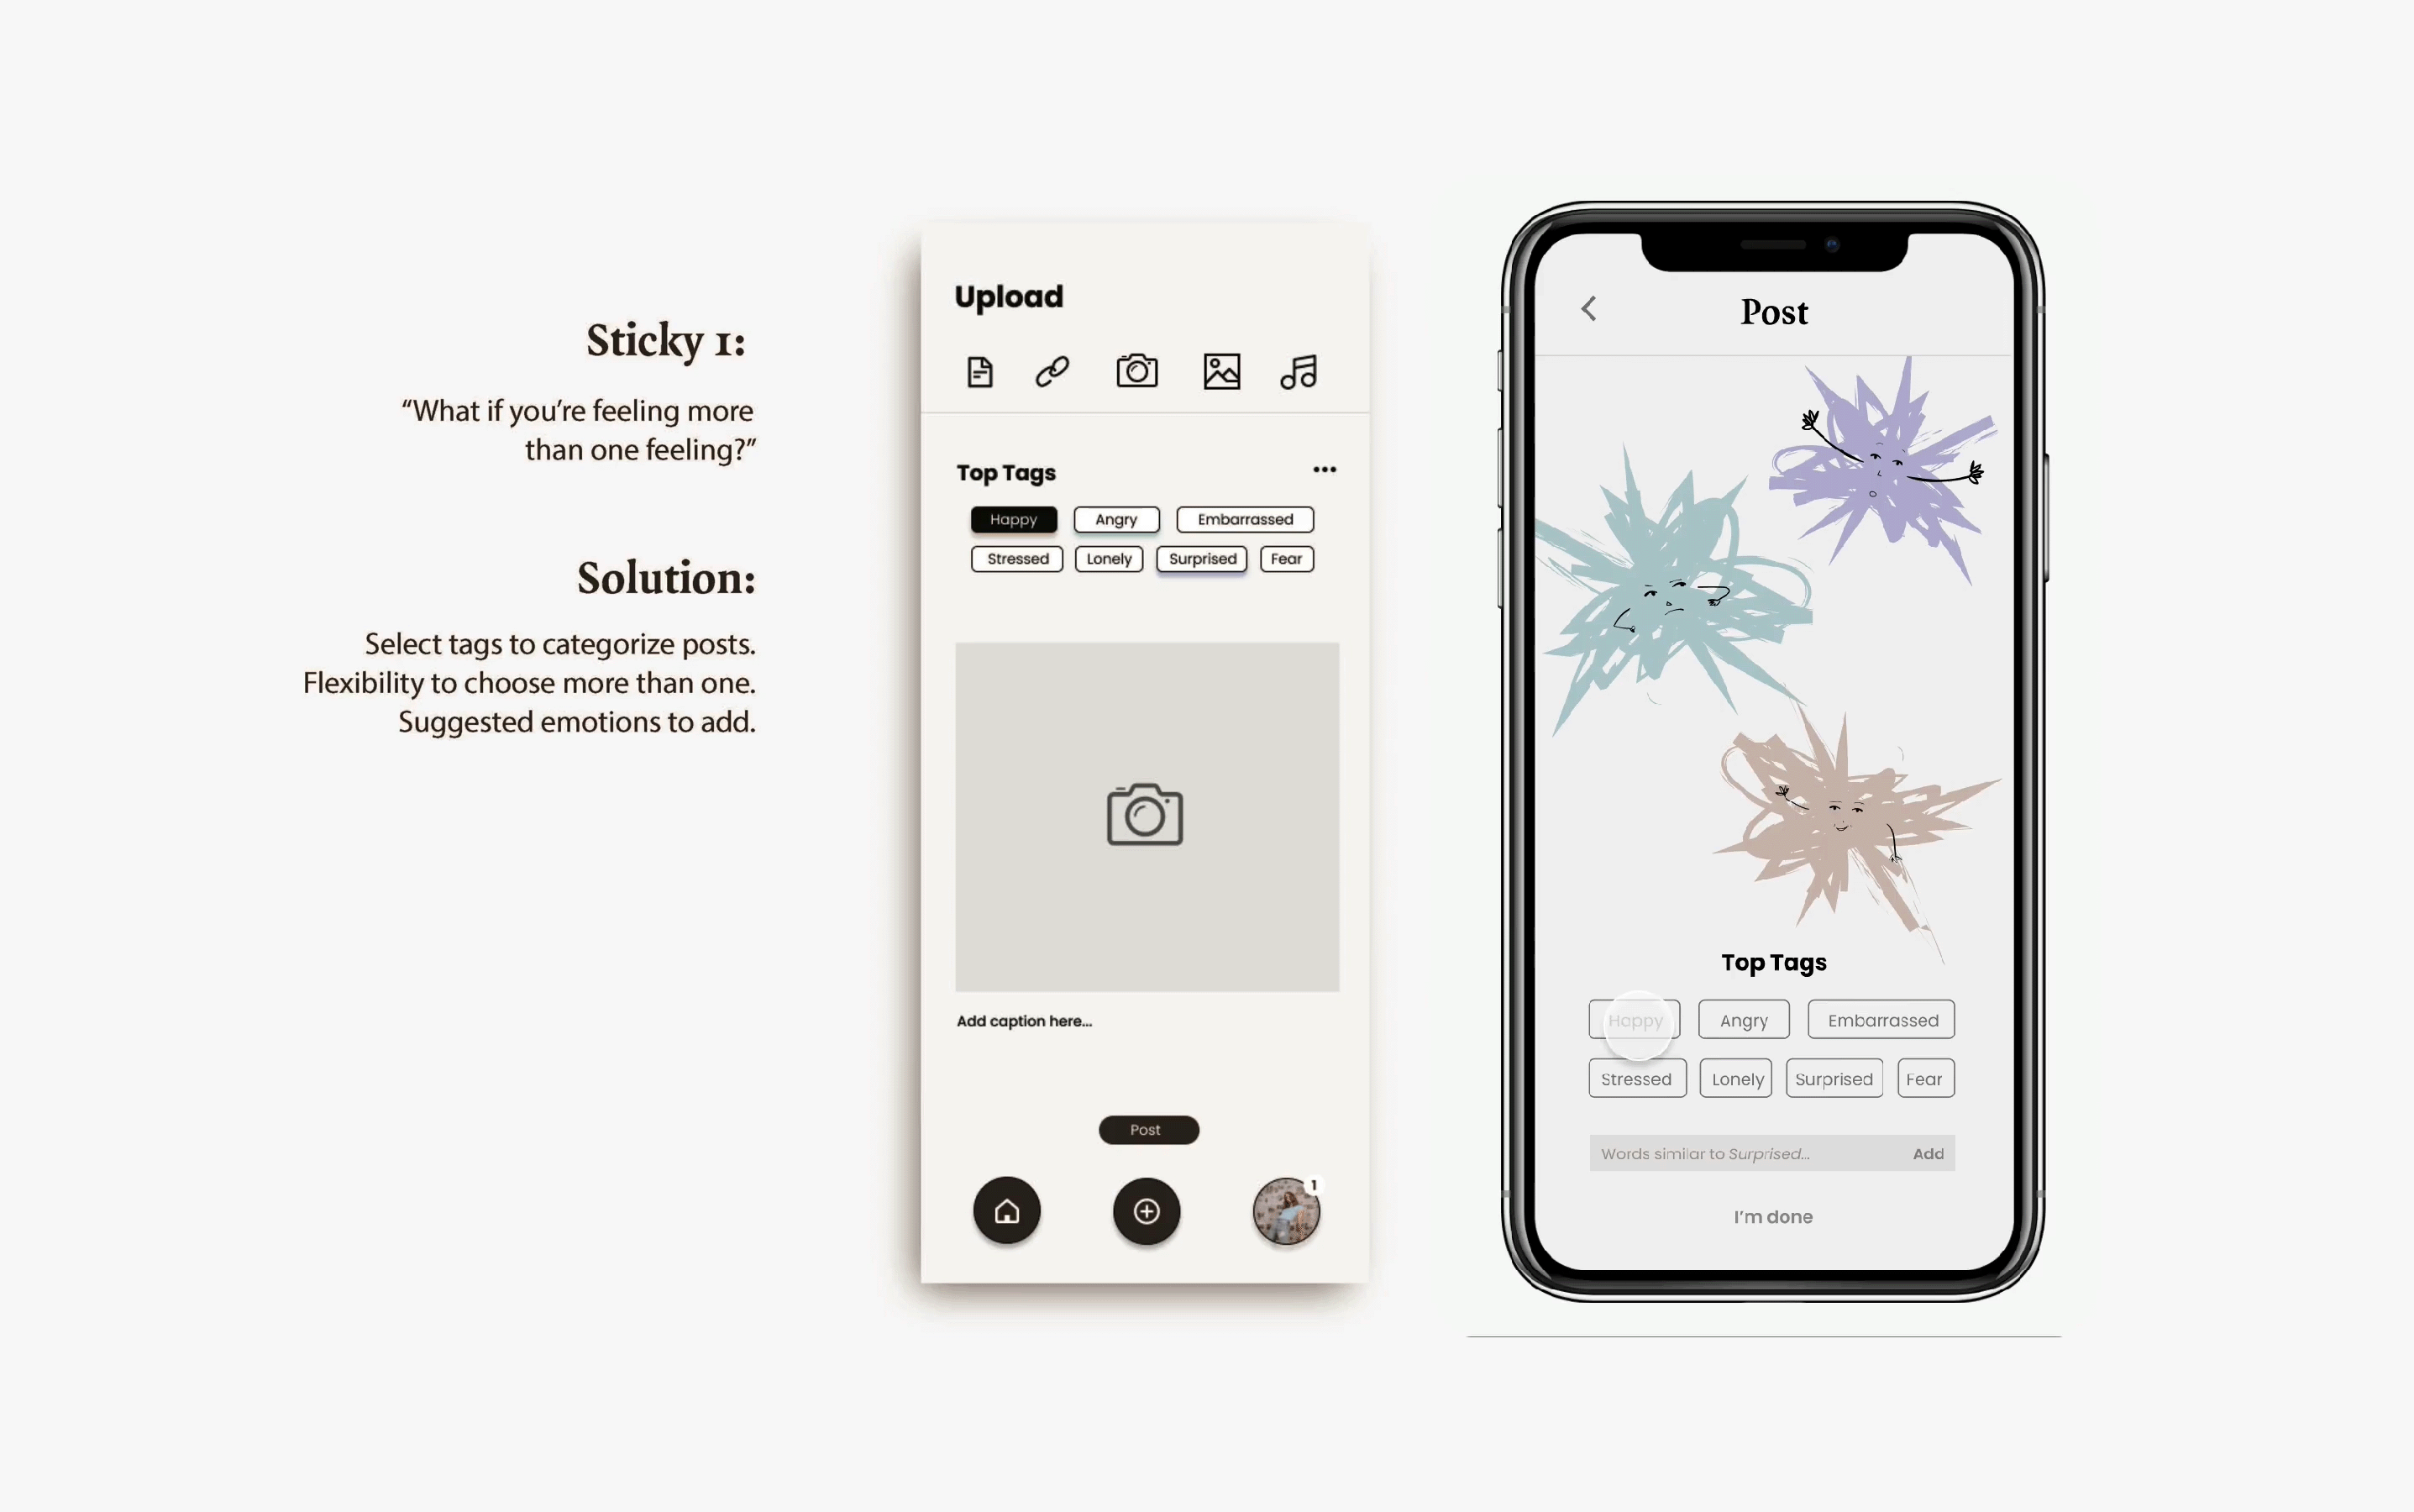 Sticky 1:
“What if you’re feeling more
than one feeling?”
Solution:
Select tags to categorize posts.
Flexibility to choose more than one.
Suggested emotions to add.
Upload
Top Tags
Happy Angry Embarrassed
Stressed Lonely Surprised Fear
Add caption here...
Post
1
Post
Top Tags
Happy Angry Embarrassed
Stressed Lonely Surprised Fear
Words similar to Surprised... Add
I’m done